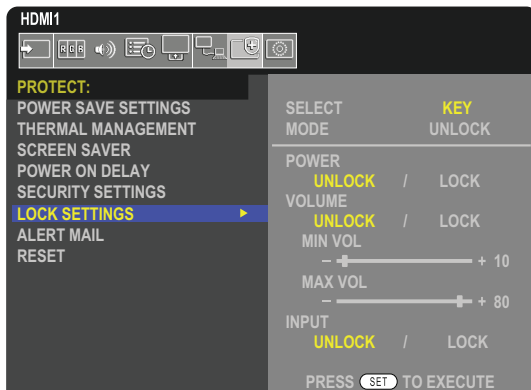 HDMI1
RGB
PROTECT:
POWER SAVE SETTINGS
THERMAL MANAGEMENT
SCREEN SAVER
POWER ON DELAY
SECURITY SETTINGS
LOCK SETTINGS
ALERT MAIL
RESET
SELECT KEY
MODE UNLOCK
POWER
UNLOCK / LOCK
VOLUME
UNLOCK / LOCK
MIN VOL
− + 10
MAX VOL
− + 80
INPUT
UNLOCK / LOCK
PRESS SET TO EXECUTE